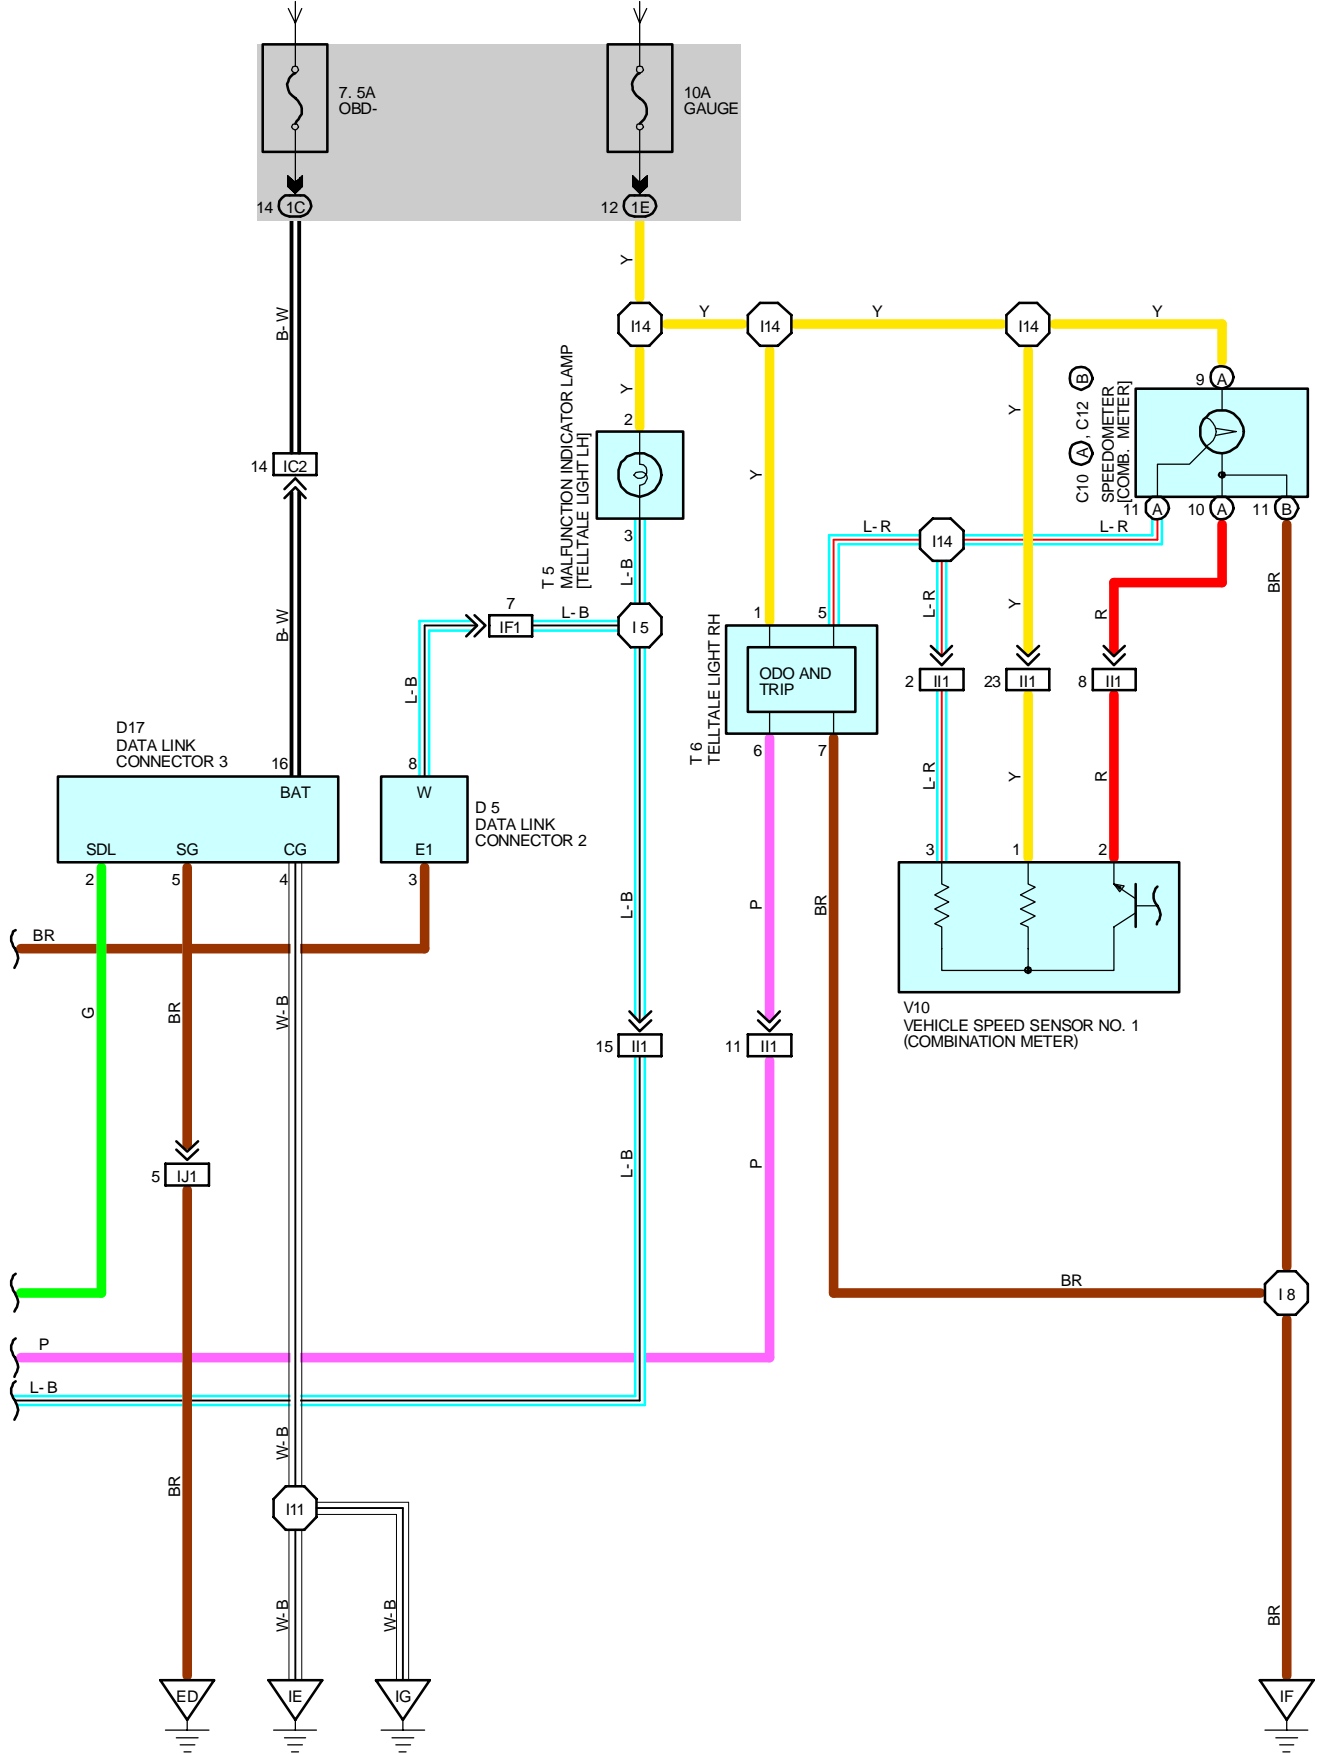 7. 5A
OBD-
10A
GAUGE
14 1C
12 1E
Y
B- W
I14
Y
I14
Y
I14
Y
Y
T 5
MALFUNCTION INDICATOR LAMP
[TELLTALE LIGHT LH]
2
3
Y
Y
C10 A , C12 B
SPEEDOMETER
[COMB. METER]
9 A
11 A
10 A
11 B
14 IC2
L- B
L- R
I14
L- R
L- R
Y
R
BR
7
IF1
L- B
I 5
1
5
T 6
TELLTALE LIGHT RH
ODO AND
TRIP
6
7
2 II1
23 II1
8 II1
B- W
L- B
D17
DATA LINK
CONNECTOR 3
16
BAT
SDL
SG
CG
2
5
4
8
W
E1
3
D 5
DATA LINK
CONNECTOR 2
L- R
Y
R
3
1
2
L- B
P
BR
BR
G
BR
W- B
V10
VEHICLE SPEED SENSOR NO. 1
(COMBINATION METER)
15 II1
11 II1
5 IJ1
L- B
P
BR
I 8
P
L- B
W- B
BR
I11
W- B
W- B
BR
ED
IE
IG
IF